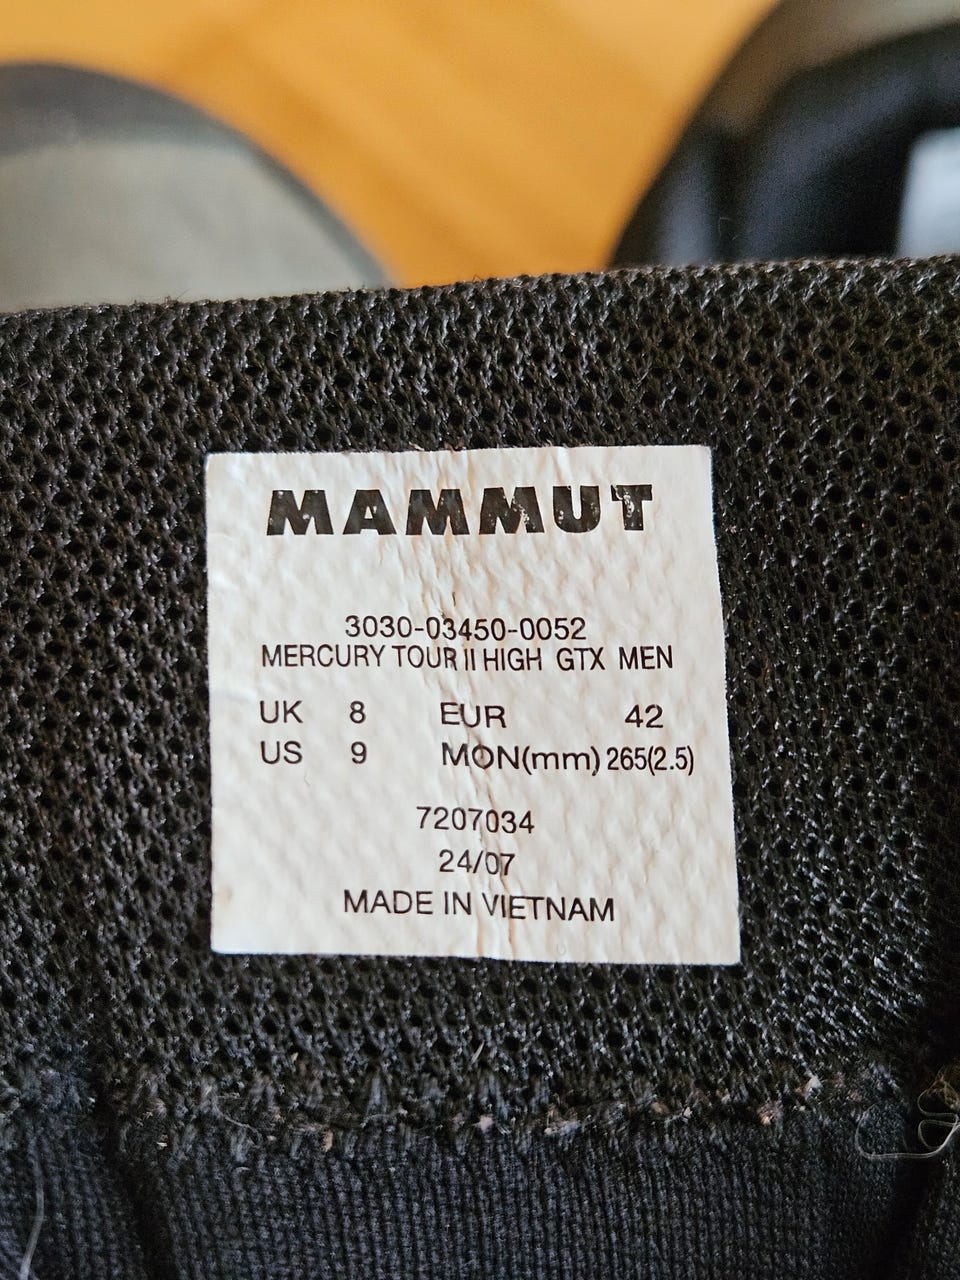 MAMMUT
3030-03450-0052
MERCURY TOUR II HIGH GTX MEN
UK 8 EUR 42
US 9 MON(mm) 265(2.5)
7207034
24/07
MADE IN VIETNAM